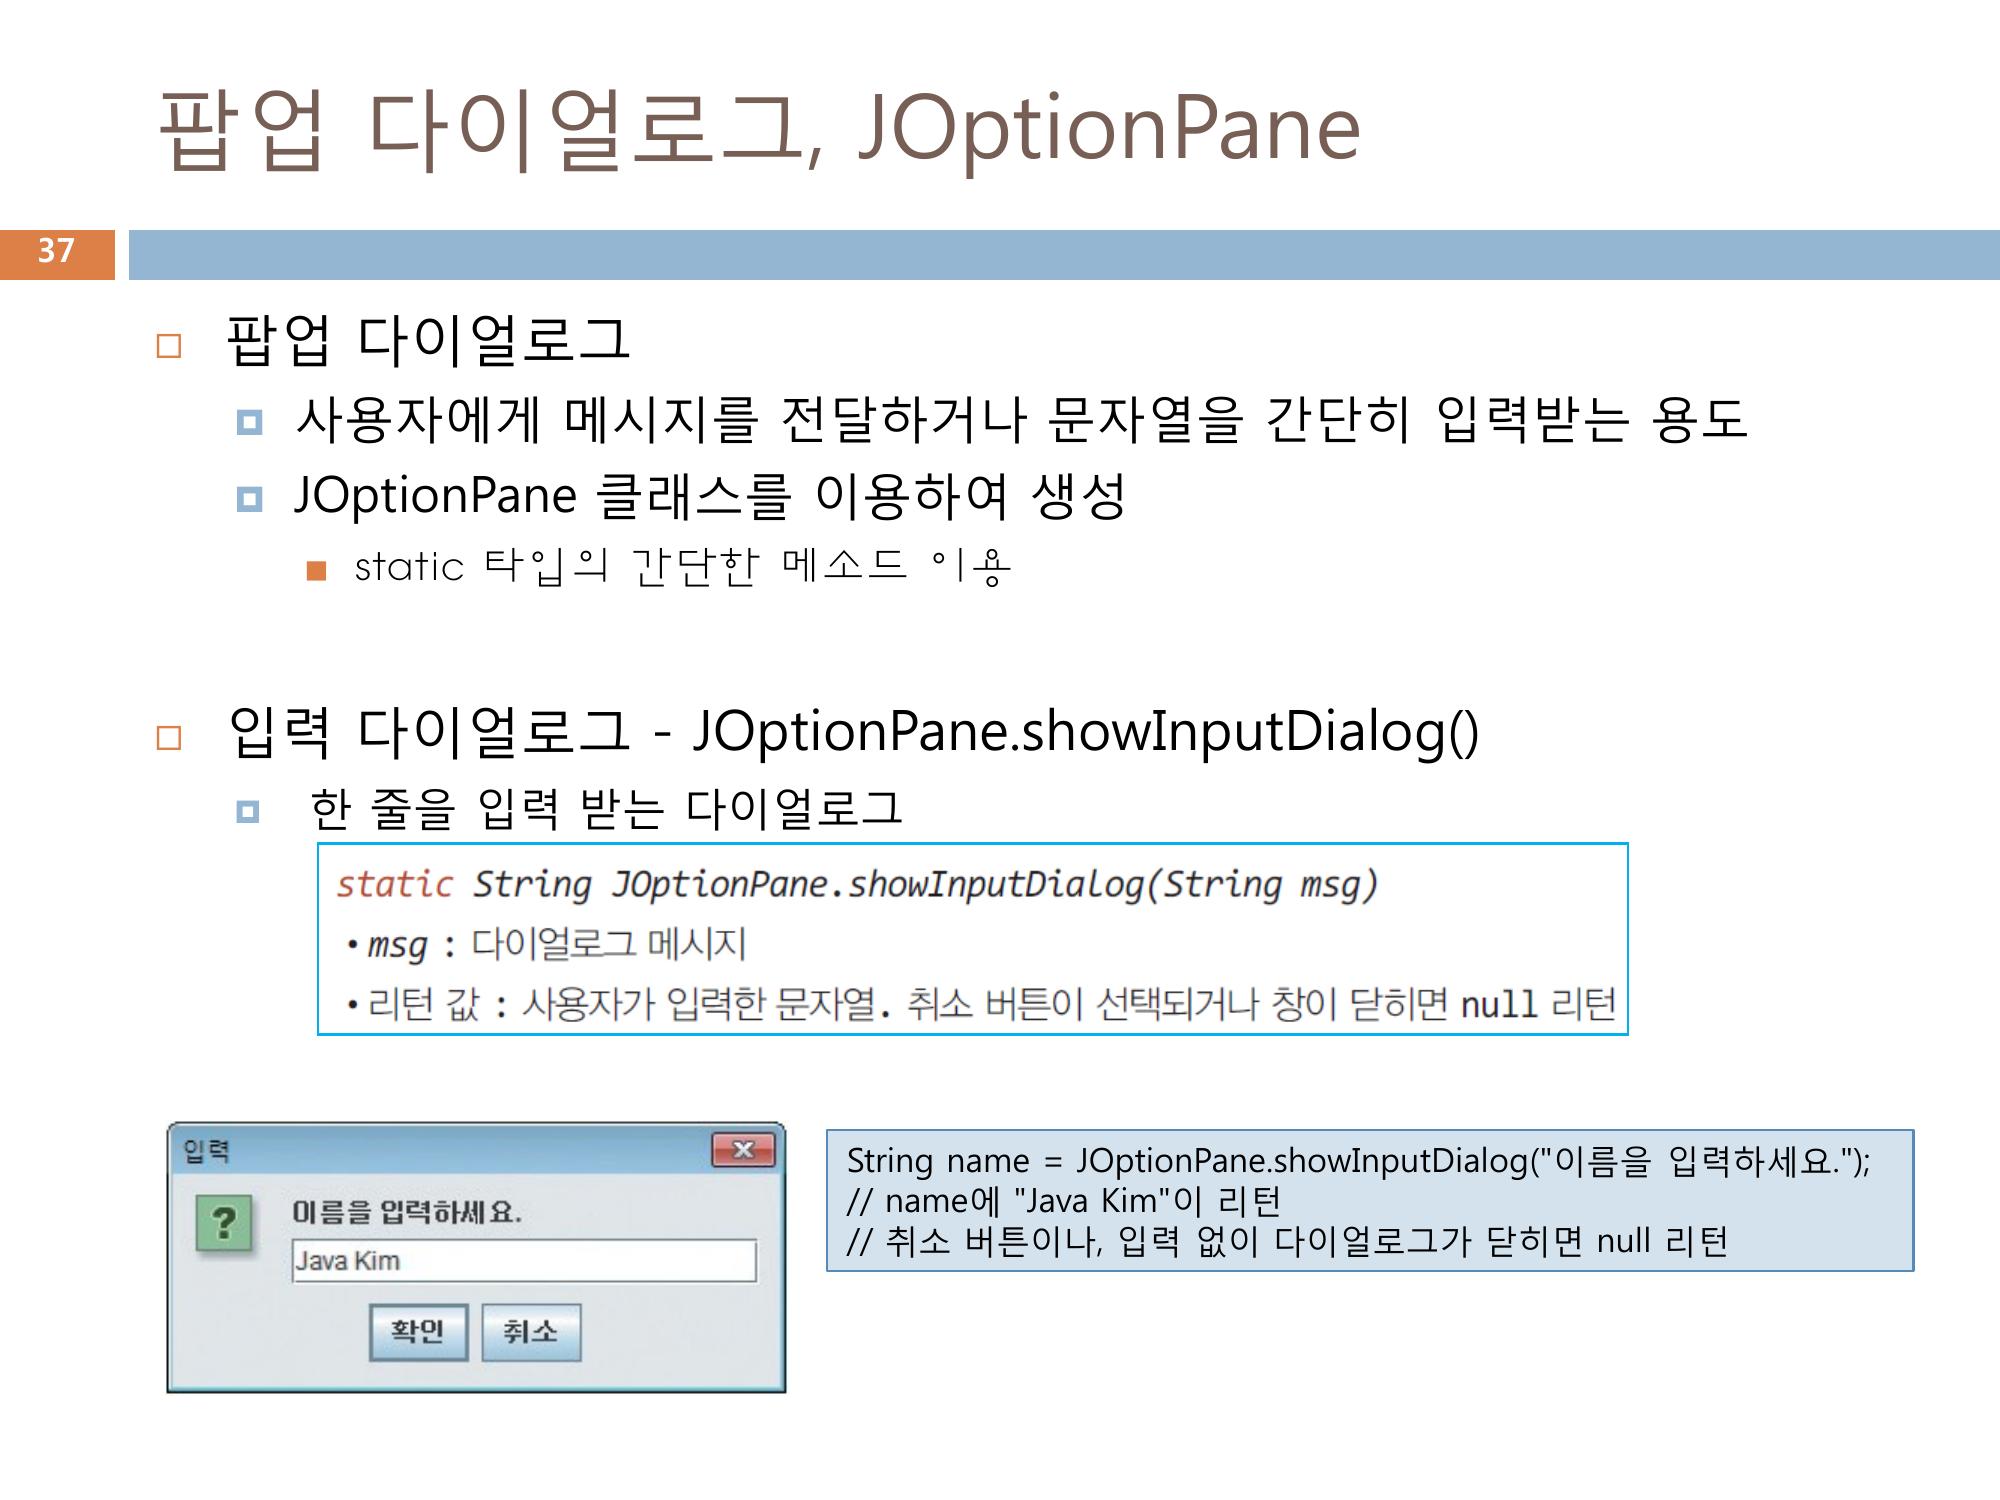 팝업 다이얼로그, JOptionPane
37
팝업 다이얼로그
사용자에게 메시지를 전달하거나 문자열을 간단히 입력받는 용도
JOptionPane 클래스를 이용하여 생성
static 타입의 간단한 메소드 이용
입력 다이얼로그 - JOptionPane.showInputDialog()
한 줄을 입력 받는 다이얼로그
static String JOptionPane.showInputDialog(String msg)
• msg : 다이얼로그 메시지
• 리턴 값 : 사용자가 입력한 문자열. 취소 버튼이 선택되거나 창이 닫히면 null 리턴
입력
이름을 입력하세요.
Java Kim
확인 취소
String name = JOptionPane.showInputDialog("이름을 입력하세요.");
// name에 "Java Kim"이 리턴
// 취소 버튼이나, 입력 없이 다이얼로그가 닫히면 null 리턴